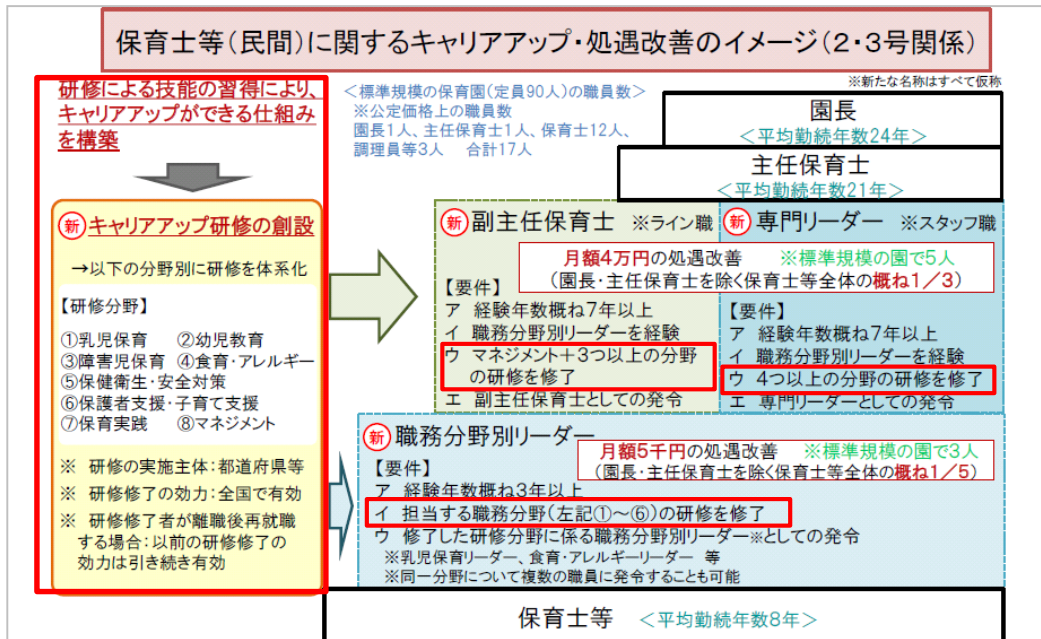 保育士等(民間)に関するキャリアアップ・処遇改善のイメージ(2・3号関係)
研修による技能の習得により、
キャリアアップができる仕組み
を構築
㊟キャリアアップ研修の創設
→以下の分野別に研修を体系化
【研修分野】
①乳児保育　②幼児教育
③障害児保育　④食育・アレルギー
⑤保健衛生・安全対策
⑥保護者支援・子育て支援
⑦保育実践　⑧マネジメント
※ 研修の実施主体:都道府県等
※ 研修修了の効力:全国で有効
※ 研修修了者が離職後再就職
する場合:以前の研修修了の
効力は引き続き有効
<標準規模の保育園(定員90人)の職員数>
※公定価格上の職員数
園長1人、主任保育士1人、保育士12人、
調理員等3人　合計17人
※新たな名称はすべて仮称
園長
<平均勤続年数24年>
主任保育士
<平均勤続年数21年>
新 副主任保育士 ※ライン職
新 専門リーダー ※スタッフ職
月額4万円の処遇改善　※標準規模の園で5人
(園長・主任保育士を除く保育士等全体の概ね1/3)
【要件】
ア 経験年数概ね7年以上
イ 職務分野別リーダーを経験
ウ マネジメント+3つ以上の分野
の研修を修了
エ 副主任保育士としての発令
【要件】
ア 経験年数概ね7年以上
イ 職務分野別リーダーを経験
ウ 4つ以上の分野の研修を修了
エ 専門リーダーとしての発令
新 職務分野別リーダー
月額5千円の処遇改善　※標準規模の園で3人
(園長・主任保育士を除く保育士等全体の概ね1/5)
【要件】
ア 経験年数概ね3年以上
イ 担当する職務分野(左記①～⑥)の研修を修了
ウ 修了した研修分野に係る職務分野別リーダー※としての発令
※乳児保育リーダー、食育・アレルギーリーダー 等
※同一分野について複数の職員に発令することも可能
保育士等 <平均勤続年数8年>